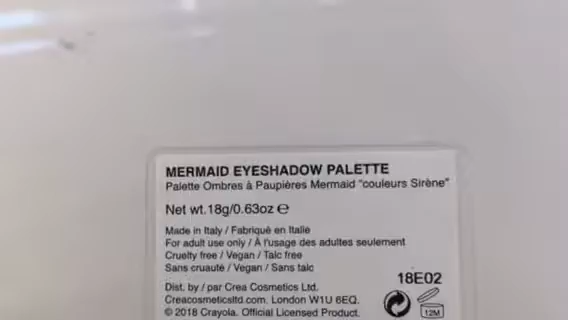 MERMAID EYESHADOW PALETTE
Palette Ombres à Paupières Mermaid "couleurs Sirène"
Net wt.18g/0.63oz ℮
Made in Italy / Fabriqué en Italie
For adult use only / À l'usage des adultes seulement
Cruelty free / Vegan / Talc free
Sans cruauté / Vegan / Sans talc
18E02
Dist. by / par Crea Cosmetics Ltd.
Creacosmeticsltd.com, London W1U 6EQ.
© 2018 Crayola. Official Licensed Product.
12M